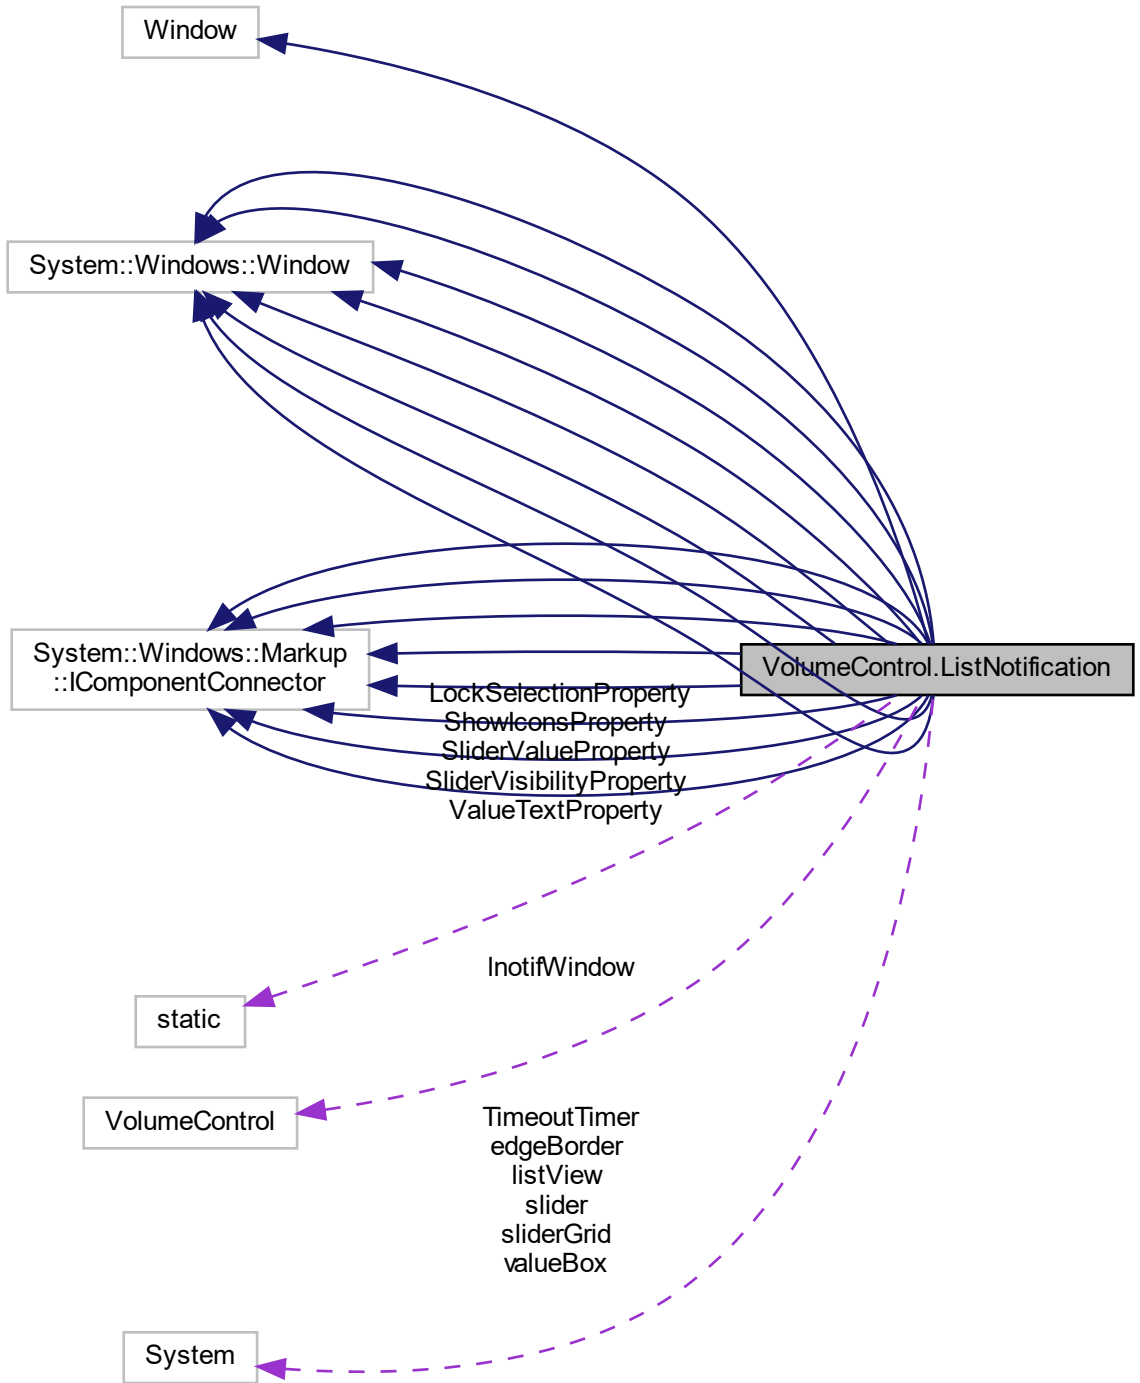 Window
System::Windows::Window
System::Windows::Markup
::IComponentConnector
VolumeControl.ListNotification
LockSelectionProperty
ShowIconsProperty
SliderValueProperty
SliderVisibilityProperty
ValueTextProperty
lnotifWindow
static
VolumeControl
TimeoutTimer
edgeBorder
listView
slider
sliderGrid
valueBox
System